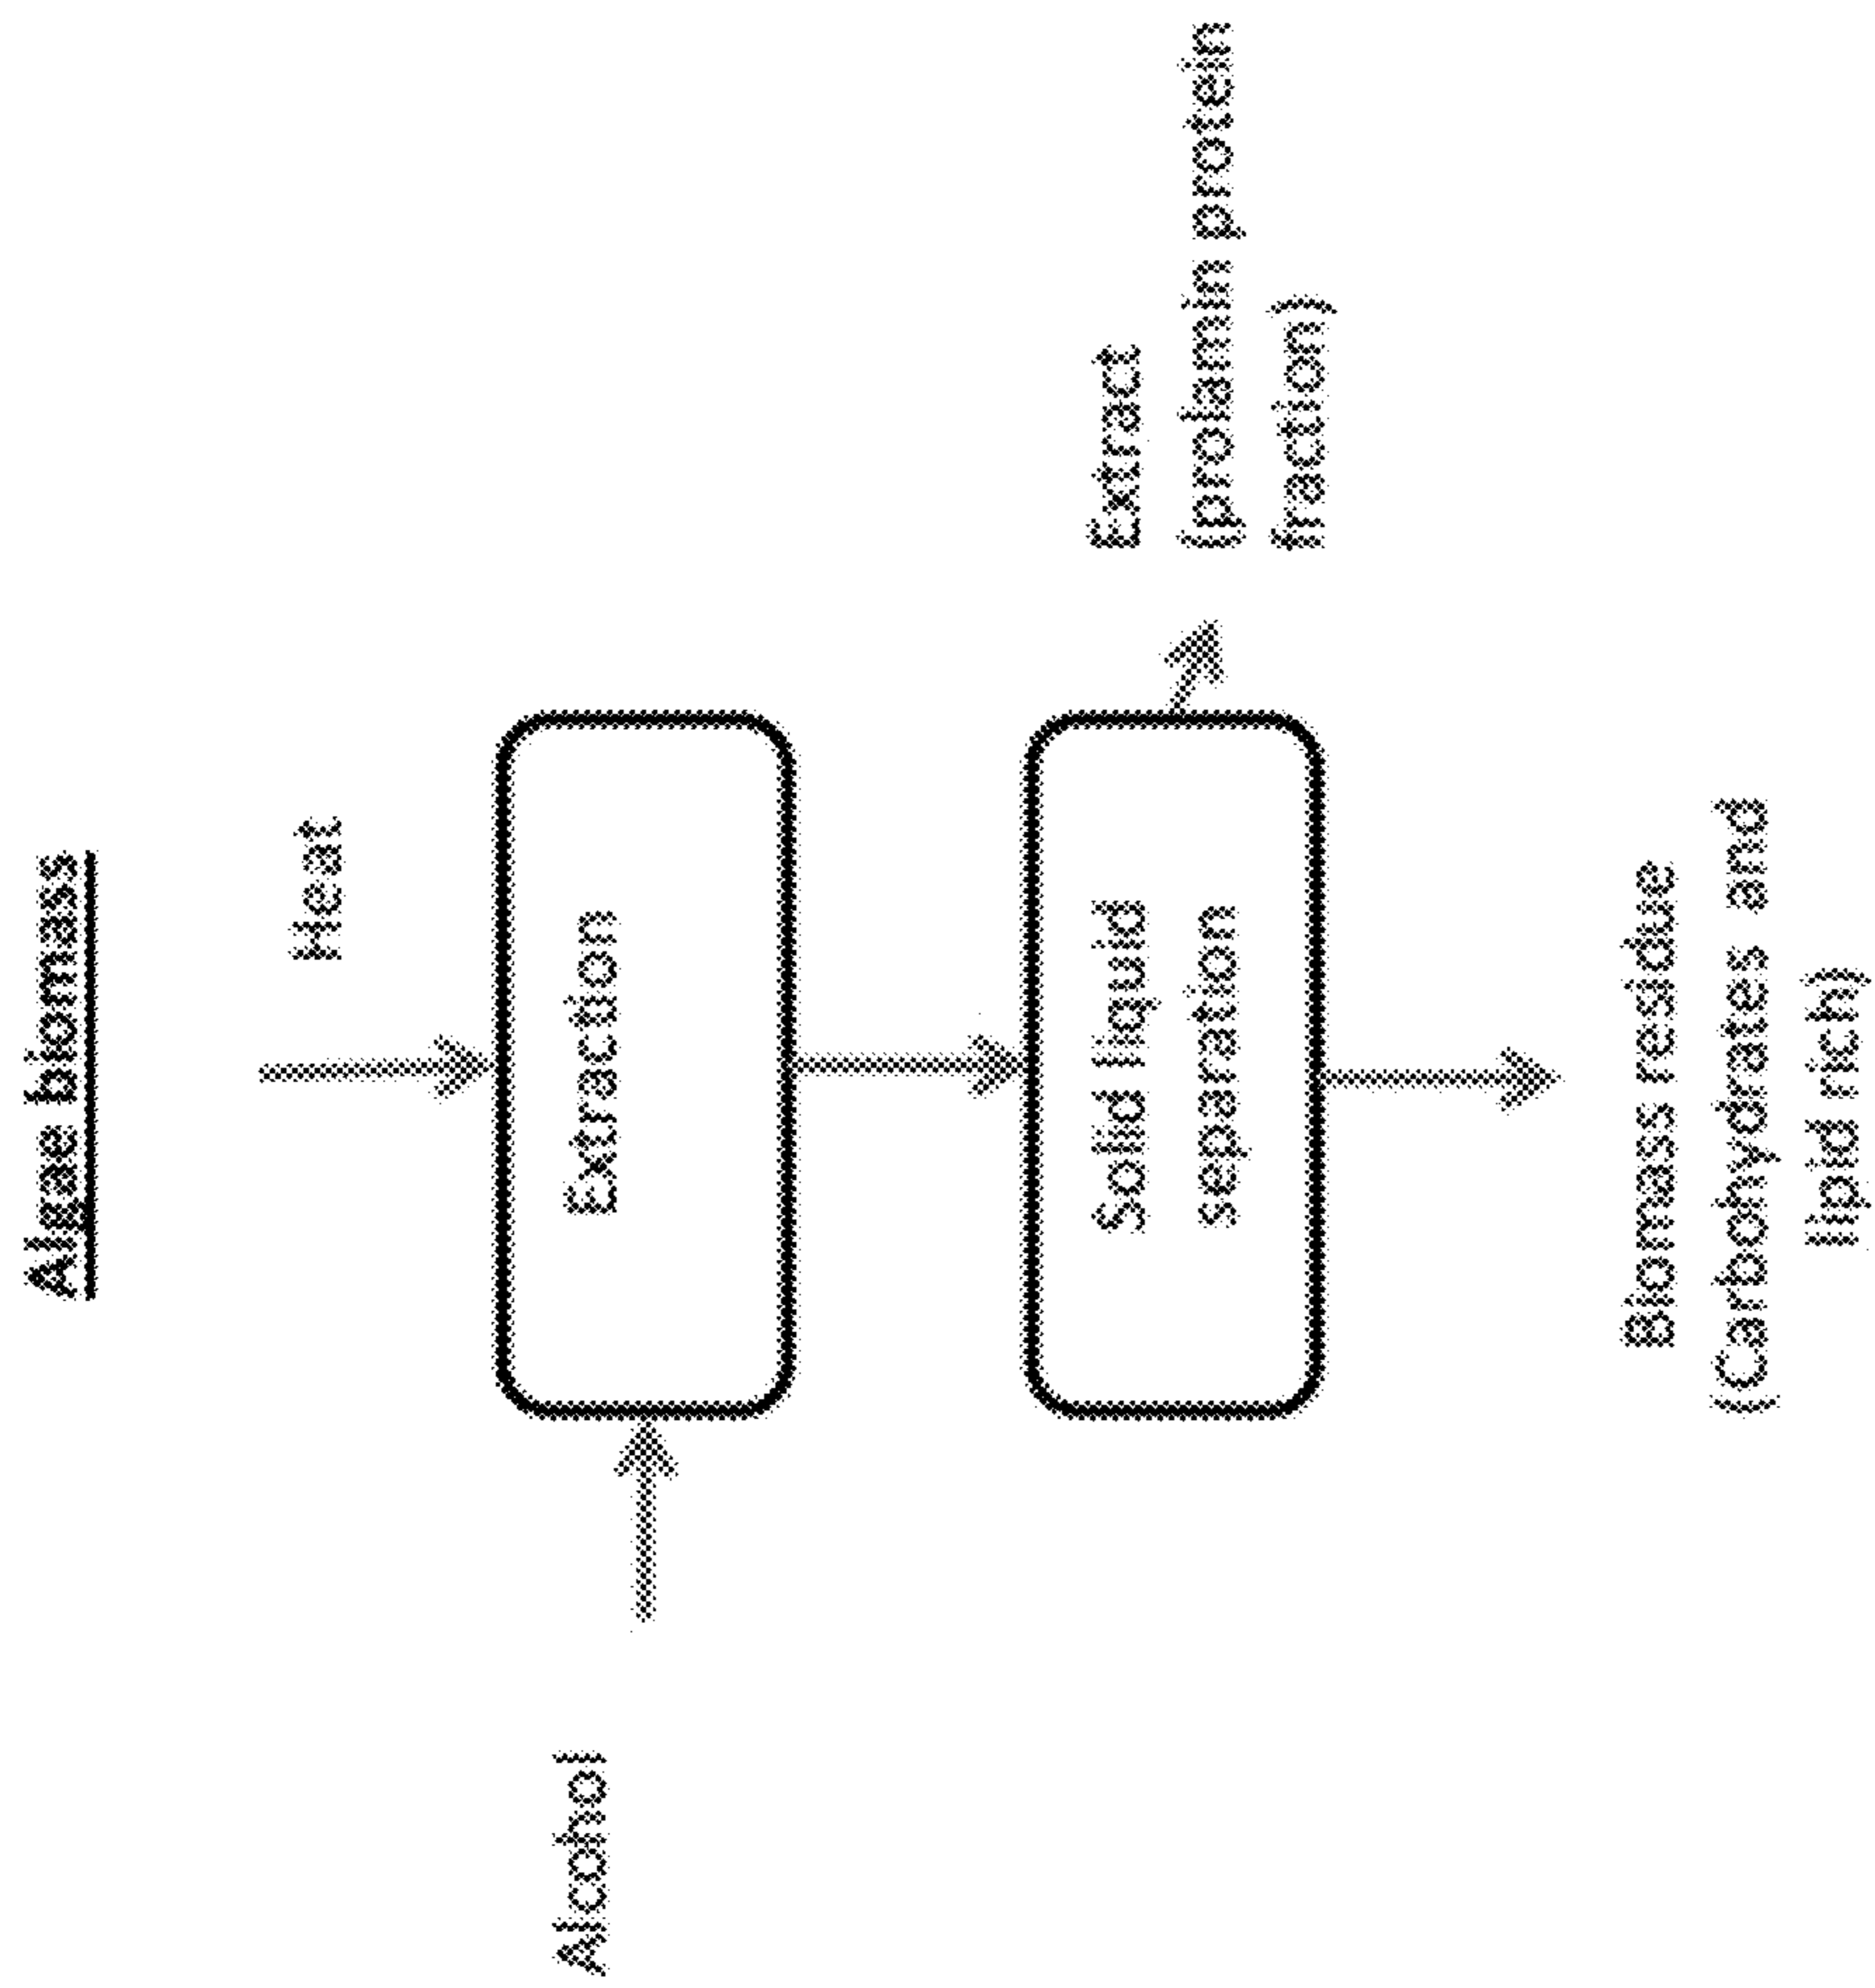 Algae biomass
Heat
Alcohol
Extraction
Solid liquid
separation
Extract
(prolamin protein
fraction)
Biomass residue
(Carbohydrates and
lipid rich)